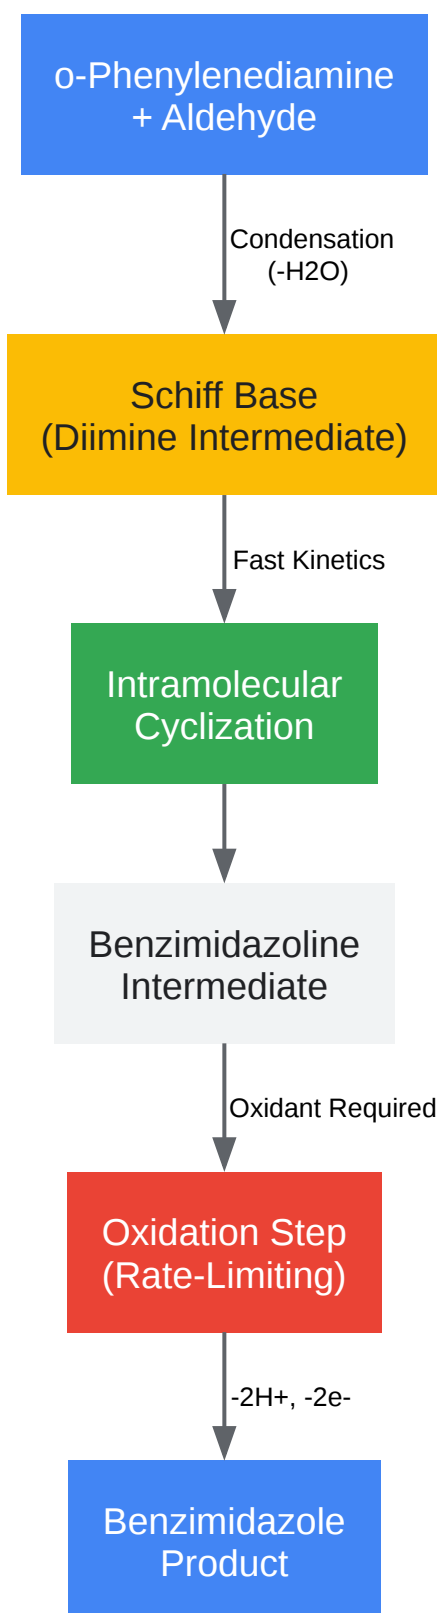 o-Phenylenediamine
+ Aldehyde
Condensation
(-H2O)
Schiff Base
(Diimine Intermediate)
Fast Kinetics
Intramolecular
Cyclization
Benzimidazoline
Intermediate
Oxidant Required
Oxidation Step
(Rate-Limiting)
-2H+, -2e-
Benzimidazole
Product